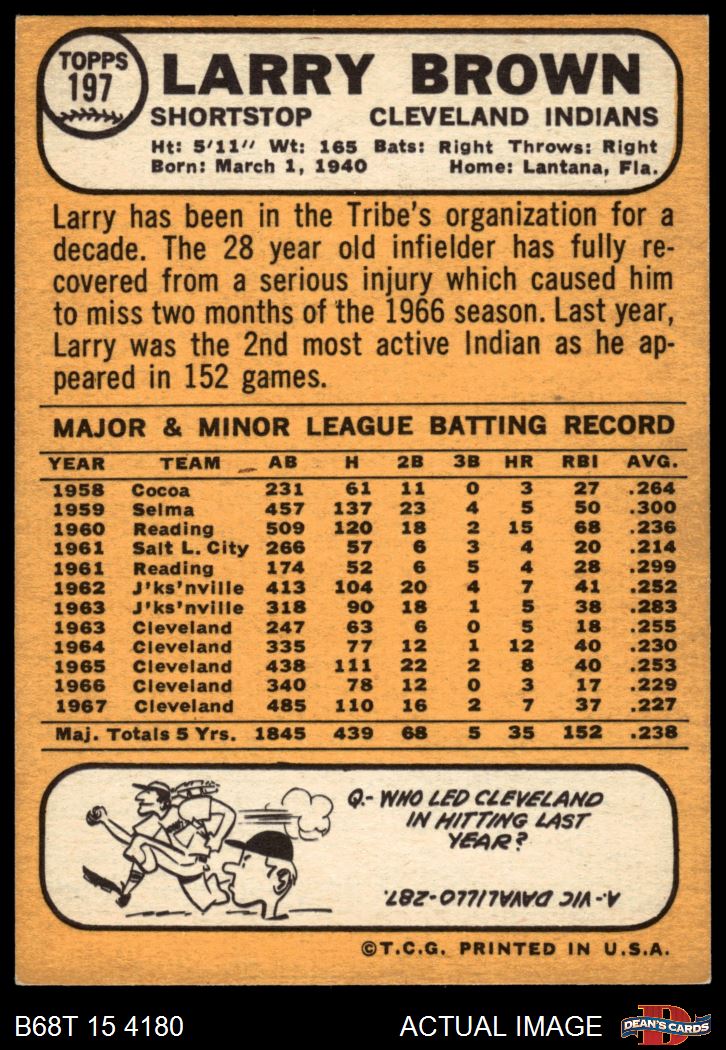 TOPPS
197
LARRY BROWN
SHORTSTOP CLEVELAND INDIANS
Ht: 5'11" Wt: 165 Bats: Right Throws: Right
Born: March 1, 1940 Home: Lantana, Fla.
Larry has been in the Tribe's organization for a
decade. The 28 year old infielder has fully re-
covered from a serious injury which caused him
to miss two months of the 1966 season. Last year,
Larry was the 2nd most active Indian as he ap-
peared in 152 games.
MAJOR & MINOR LEAGUE BATTING RECORD
YEAR TEAM AB H 2B 3B HR RBI AVG.
1958 Cocoa 231 61 11 0 3 27 .264
1959 Selma 457 137 23 4 5 50 .300
1960 Reading 509 120 18 2 15 68 .236
1961 Salt L. City 266 57 6 3 4 20 .214
1961 Reading 174 52 6 5 4 28 .299
1962 J'ks'nville 413 104 20 4 7 41 .252
1963 J'ks'nville 318 90 18 1 5 38 .283
1963 Cleveland 247 63 6 0 5 18 .255
1964 Cleveland 335 77 12 1 12 40 .230
1965 Cleveland 438 111 22 2 8 40 .253
1966 Cleveland 340 78 12 0 3 17 .229
1967 Cleveland 485 110 16 2 7 37 .227
Maj. Totals 5 Yrs. 1845 439 68 5 35 152 .238
Q.- WHO LED CLEVELAND
IN HITTING LAST
YEAR?
A.- VIC DAVALILLO-287.
©T.C.G. PRINTED IN U.S.A.
B68T 15 4180 ACTUAL IMAGE
D
DEAN'S CARDS